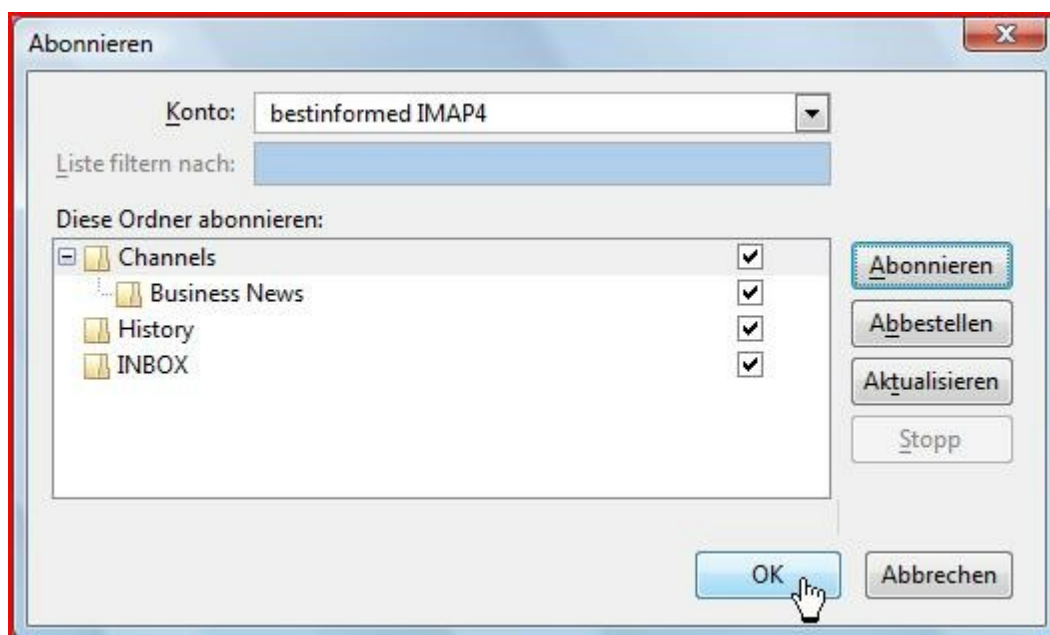 Abonnieren
Konto: bestinformed IMAP4
Liste filtern nach:
Diese Ordner abonnieren:
Channels
Business News
History
INBOX
Abonnieren
Abbestellen
Aktualisieren
Stopp
OK Abbrechen